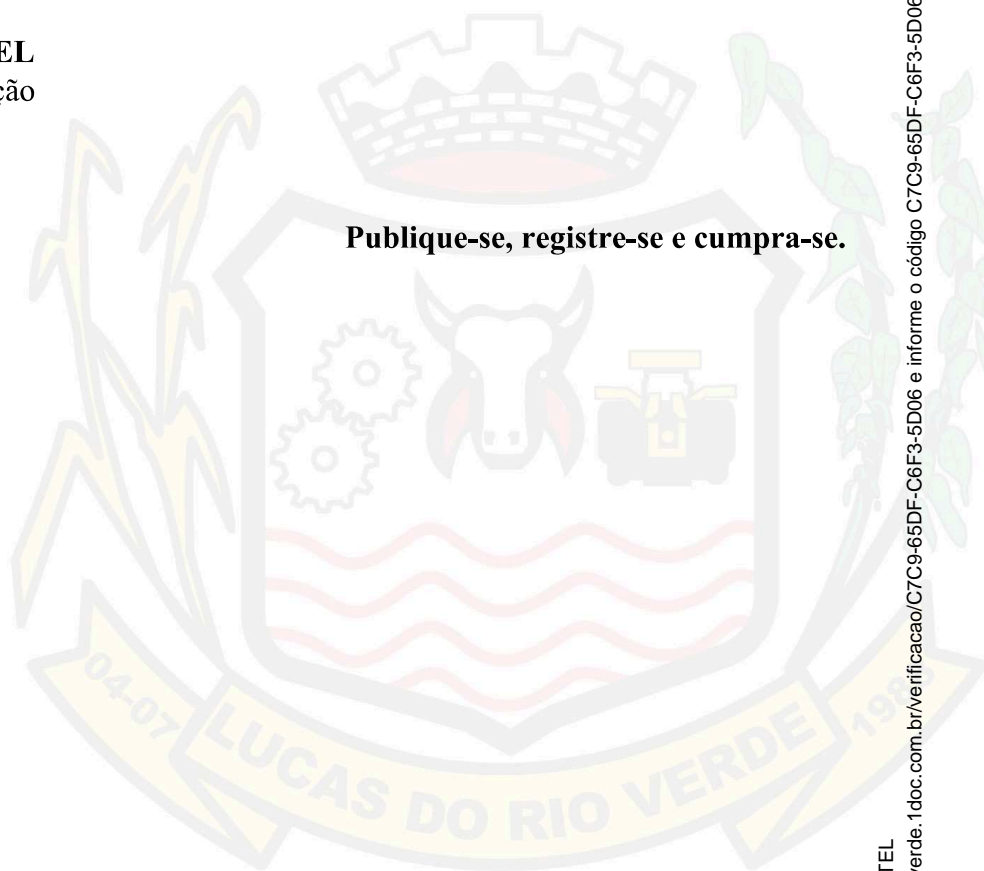 EL
ção
Publique-se, registre-se e cumpra-se.
04-07
LUCAS DO RIO VERDE
TEL
verde.1doc.com.br/verificacao/C7C9-65DF-C6F3-5D06 e informe o código C7C9-65DF-C6F3-5D06